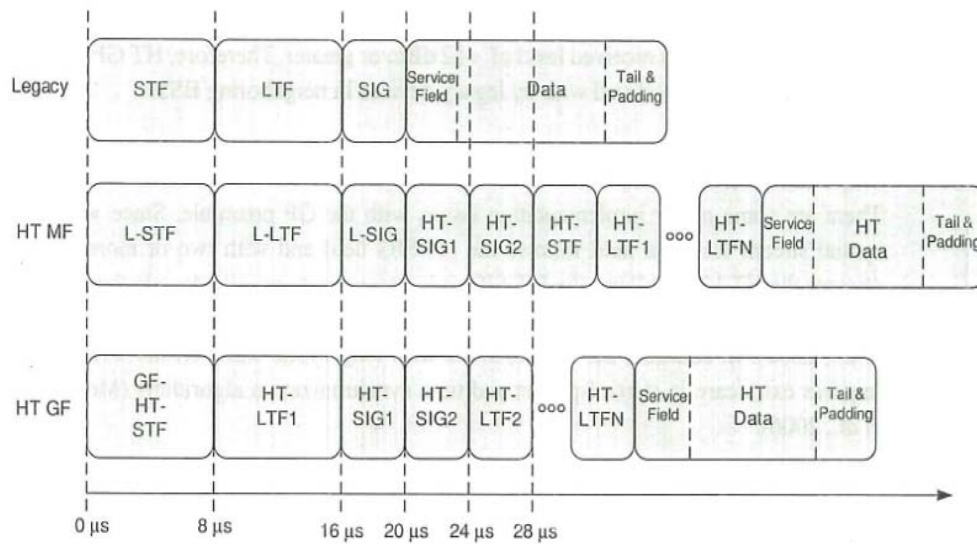 Legacy
STF
LTF
SIG
Service
Field
Data
Tail &
Padding
HT MF
L-STF
L-LTF
L-SIG
HT-
SIG1
HT-
SIG2
HT-
STF
HT-
LTF1
ooo
HT-
LTFN
Service
Field
HT
Data
Tail &
Padding
HT GF
GF-
HT-
STF
HT-
LTF1
HT-
SIG1
HT-
SIG2
HT-
LTF2
ooo
HT-
LTFN
Service
Field
HT
Data
Tail &
Padding
0 µs
8 µs
16 µs
20 µs
24 µs
28 µs